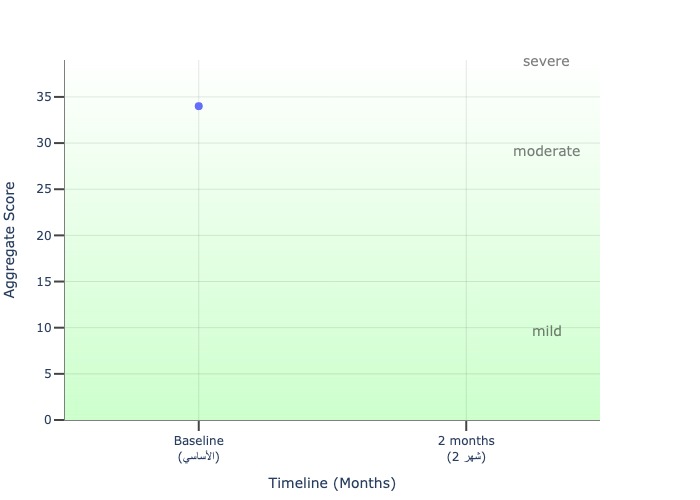 severe
35
30
moderate
25
20
15
10
mild
5
0
Aggregate Score
Baseline
(الأساسي)
2 months
(2 شهر)
Timeline (Months)